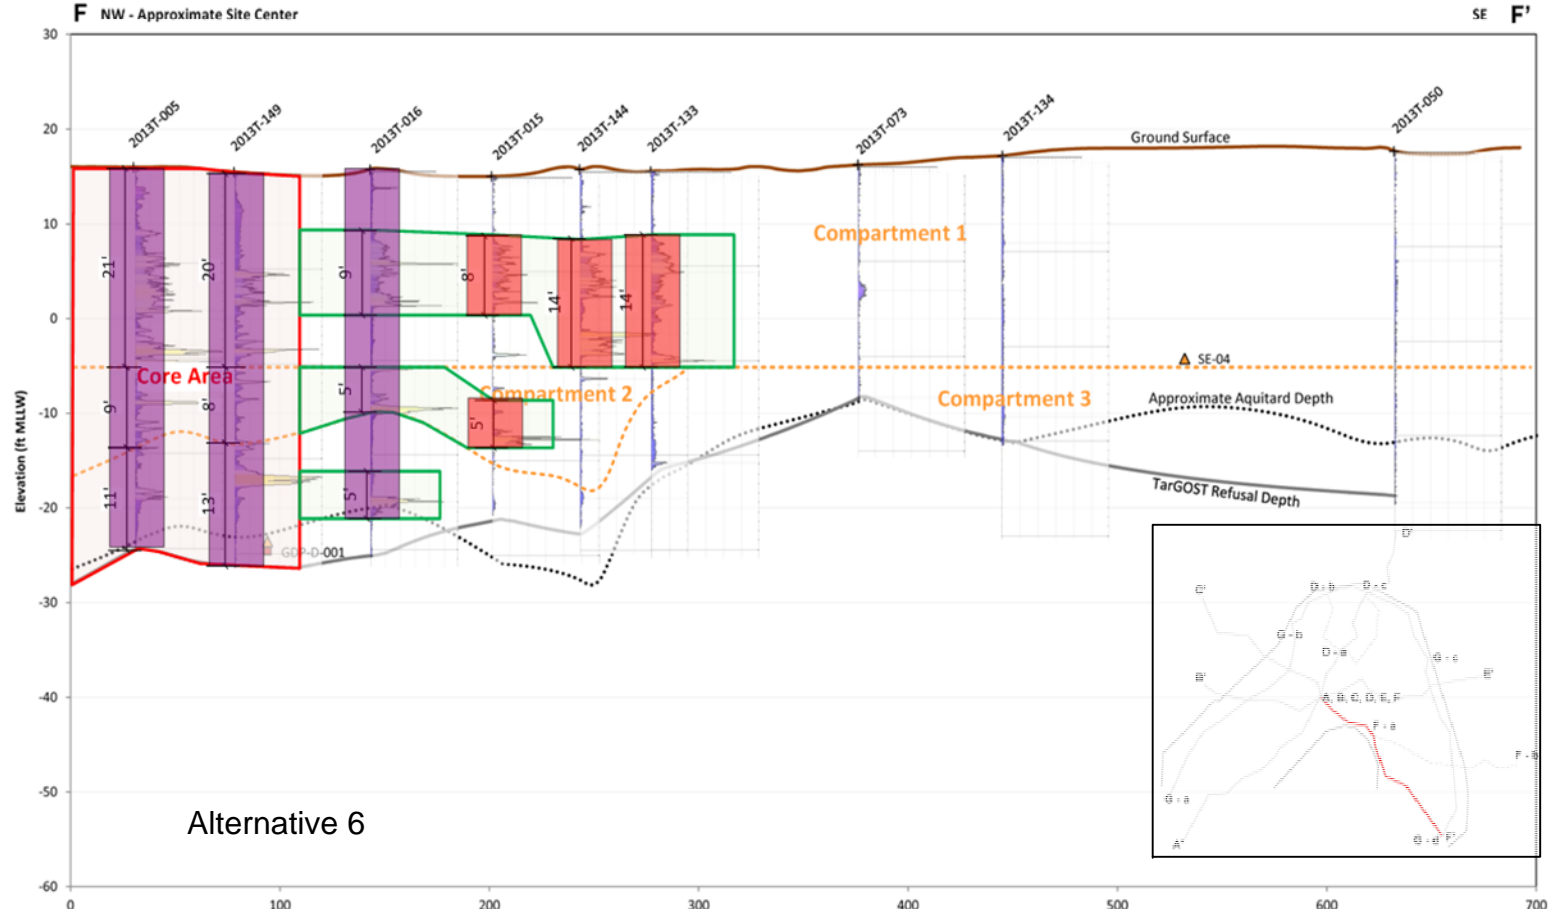 F NW - Approximate Site Center
SE F’
30
20
10
0
-10
-20
-30
-40
-50
-60
Elevation (ft MLLW)
2013T-005
2013T-149
2013T-016
2013T-015
2013T-144
2013T-133
2013T-073
2013T-134
2013T-050
Ground Surface
21'
20'
9'
8'
14'
14'
Compartment 1
SE-04
Core Area
9'
8'
5'
5'
Compartment 2
Compartment 3
Approximate Aquitard Depth
11'
13'
5'
TarGOST Refusal Depth
GDP-D-001
Alternative 6
D'
C'
D-b
D-c
G-b
D-a
G-c
B'
E'
A, B, C, D, E, F
F-a
F-b
G-a
G-d
F'
A'
0
100
200
300
400
500
600
700